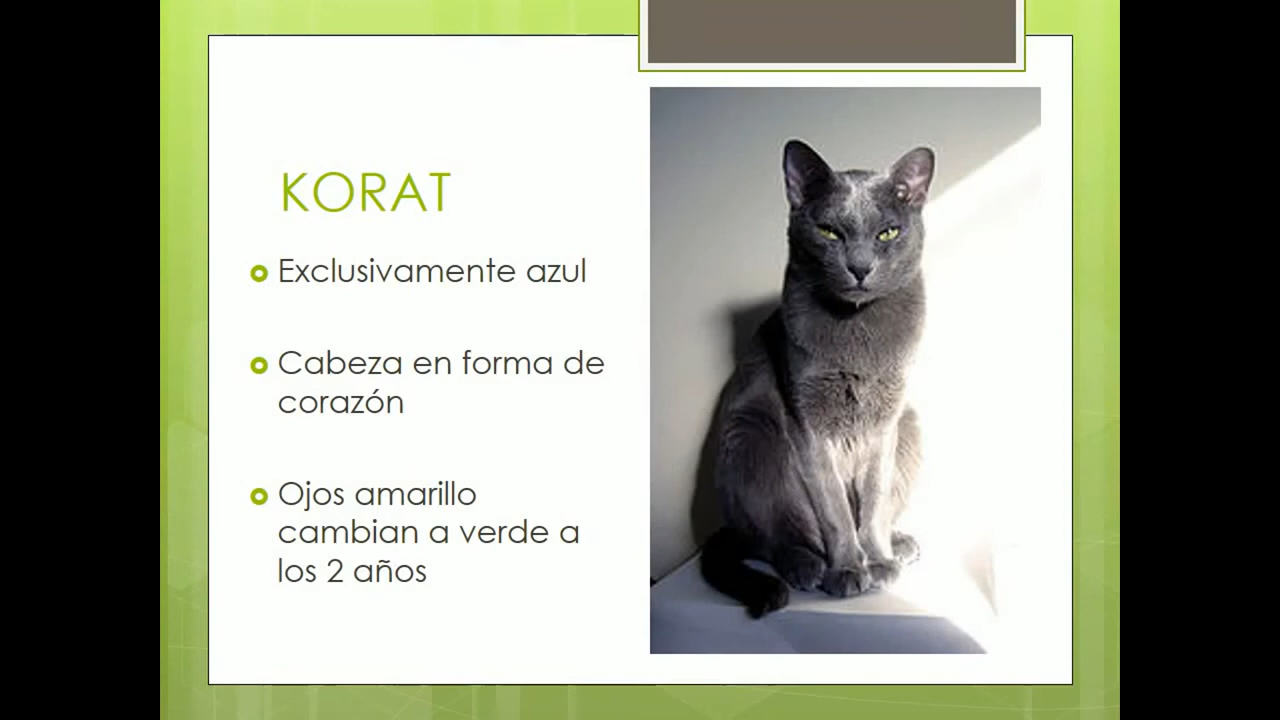 KORAT
Exclusivamente azul
Cabeza en forma de
corazón
Ojos amarillo
cambian a verde a
los 2 años